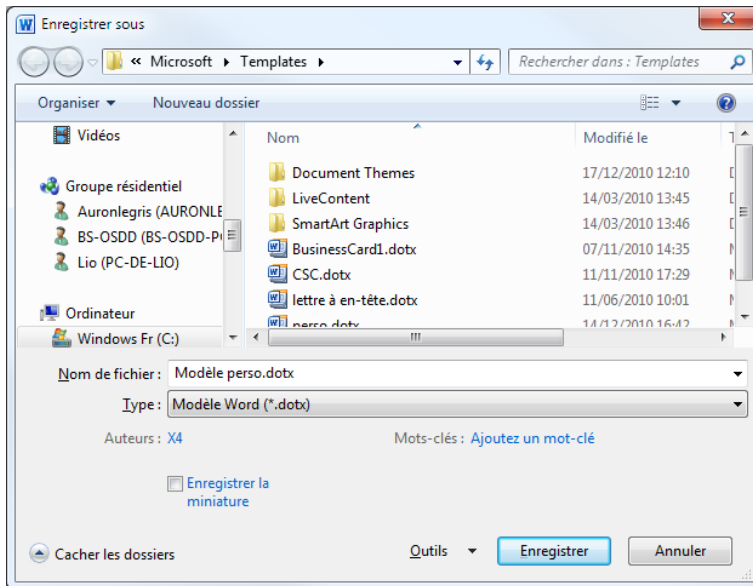 Enregistrer sous
« Microsoft Templates
Rechercher dans : Templates
Organiser Nouveau dossier
Vidéos
Groupe résidentiel
Auronlegris (AURONLE
BS-OSDD (BS-OSDD-P
Lio (PC-DE-LIO)
Ordinateur
Windows Fr (C:)
Nom Modifié le
Document Themes 17/12/2010 12:10
LiveContent 14/03/2010 13:45
SmartArt Graphics 14/03/2010 13:46
BusinessCard1.dotx 07/11/2010 14:35
CSC.dotx 11/11/2010 17:29
lettre à en-tête.dotx 11/06/2010 10:01
perso.dotx 14/12/2010 16:42
Nom de fichier : Modèle perso.dotx
Type : Modèle Word (*.dotx)
Auteurs : X4 Mots-clés : Ajoutez un mot-clé
Enregistrer la
miniature
Cacher les dossiers Outils Enregistrer Annuler